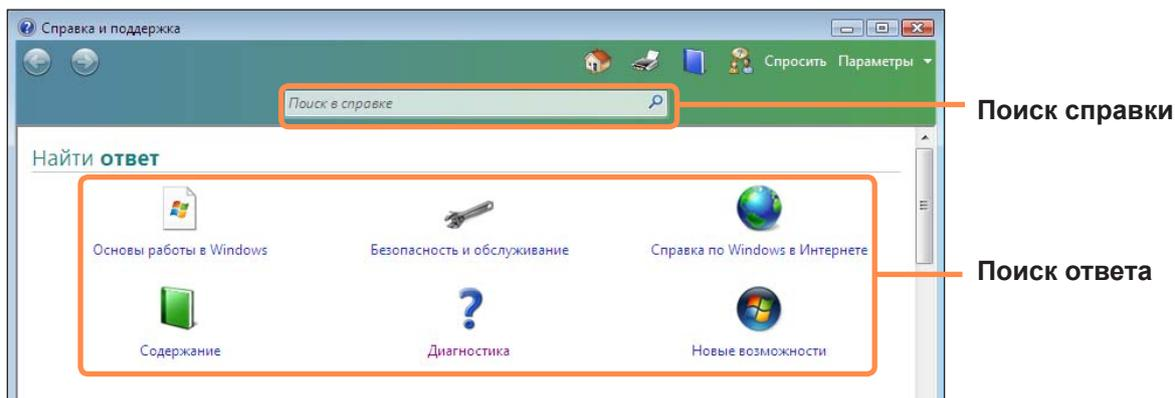 Справка и поддержка
Спросить Параметры
Поиск в справке
Поиск справки
Найти ответ
Основы работы в Windows
Безопасность и обслуживание
Справка по Windows в Интернете
Поиск ответа
Содержание
Диагностика
Новые возможности